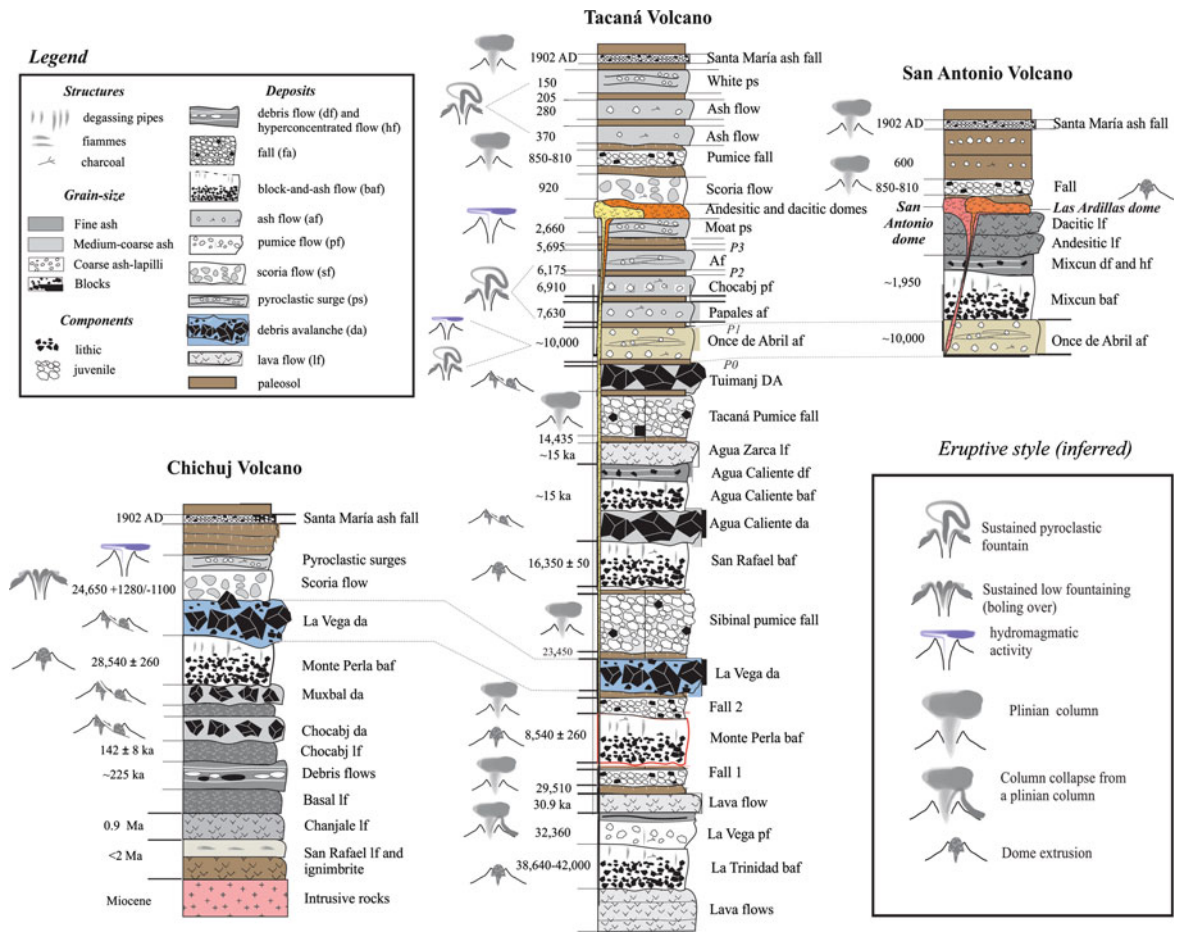 Tacaná Volcano
Legend
Structures
degassing pipes
fiammes
charcoal
Grain-size
Fine ash
Medium-coarse ash
Coarse ash-lapilli
Blocks
Components
lithic
juvenile
Deposits
debris flow (df) and
hyperconcentrated flow (hf)
fall (fa)
block-and-ash flow (baf)
ash flow (af)
pumice flow (pf)
scoria flow (sf)
pyroclastic surge (ps)
debris avalanche (da)
lava flow (lf)
paleosol
1902 AD
Santa María ash fall
150
White ps
205
280
Ash flow
370
Ash flow
850-810
Pumice fall
920
Scoria flow
Andesitic and dacitic domes
2,660
Moat ps
5,695
P3
Af
6,175
P2
6,910
Chocabj pf
7,630
Papales af
P1
~10,000
Once de Abril af
P0
Tuimanj DA
Tacaná Pumice fall
14,435
~15 ka
Agua Zarca lf
Agua Caliente df
~15 ka
Agua Caliente baf
Agua Caliente da
16,350 ± 50
San Rafael baf
Sibinal pumice fall
23,450
La Vega da
Fall 2
8,540 ± 260
Monte Perla baf
Fall 1
29,510
30.9 ka
Lava flow
32,360
La Vega pf
38,640-42,000
La Trinidad baf
Lava flows
San Antonio Volcano
1902 AD
Santa María ash fall
600
850-810
Fall
San
Antonio
dome
Las Ardillas dome
Dacitic lf
Andesitic lf
Mixcun df and hf
~1,950
Mixcun baf
~10,000
Once de Abril af
Chichuj Volcano
1902 AD
Santa María ash fall
Pyroclastic surges
Scoria flow
24,650 +1280/-1100
La Vega da
28,540 ± 260
Monte Perla baf
Muxbal da
Chocabj da
142 ± 8 ka
Chocabj lf
~225 ka
Debris flows
Basal lf
0.9 Ma
Chanjale lf
<2 Ma
San Rafael lf and
ignimbrite
Miocene
Intrusive rocks
Eruptive style (inferred)
Sustained pyroclastic
fountain
Sustained low fountaining
(boling over)
hydromagmatic
activity
Plinian column
Column collapse from
a plinian column
Dome extrusion